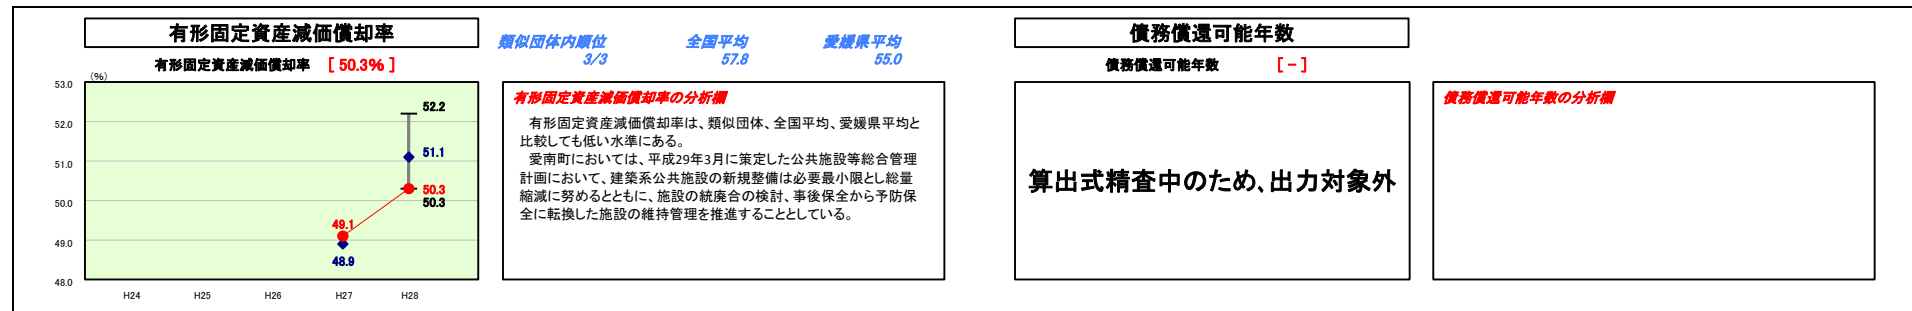 有形固定資産減価償却率
有形固定資産減価償却率 [ 50.3% ]
(%)
53.0
52.0
51.0
50.0
49.0
48.0
52.2
51.1
50.3
50.3
49.1
48.9
H24 H25 H26 H27 H28
類似団体内順位 全国平均 愛媛県平均
3/3 57.8 55.0
有形固定資産減価償却率の分析欄
有形固定資産減価償却率は、類似団体、全国平均、愛媛県平均と
比較しても低い水準にある。
愛南町においては、平成29年3月に策定した公共施設等総合管理
計画において、建築系公共施設の新規整備は必要最小限とし総量
縮減に努めるとともに、施設の統廃合の検討、事後保全から予防保
全に転換した施設の維持管理を推進することとしている。
債務償還可能年数
債務償還可能年数 [ - ]
算出式精査中のため、出力対象外
債務償還可能年数の分析欄